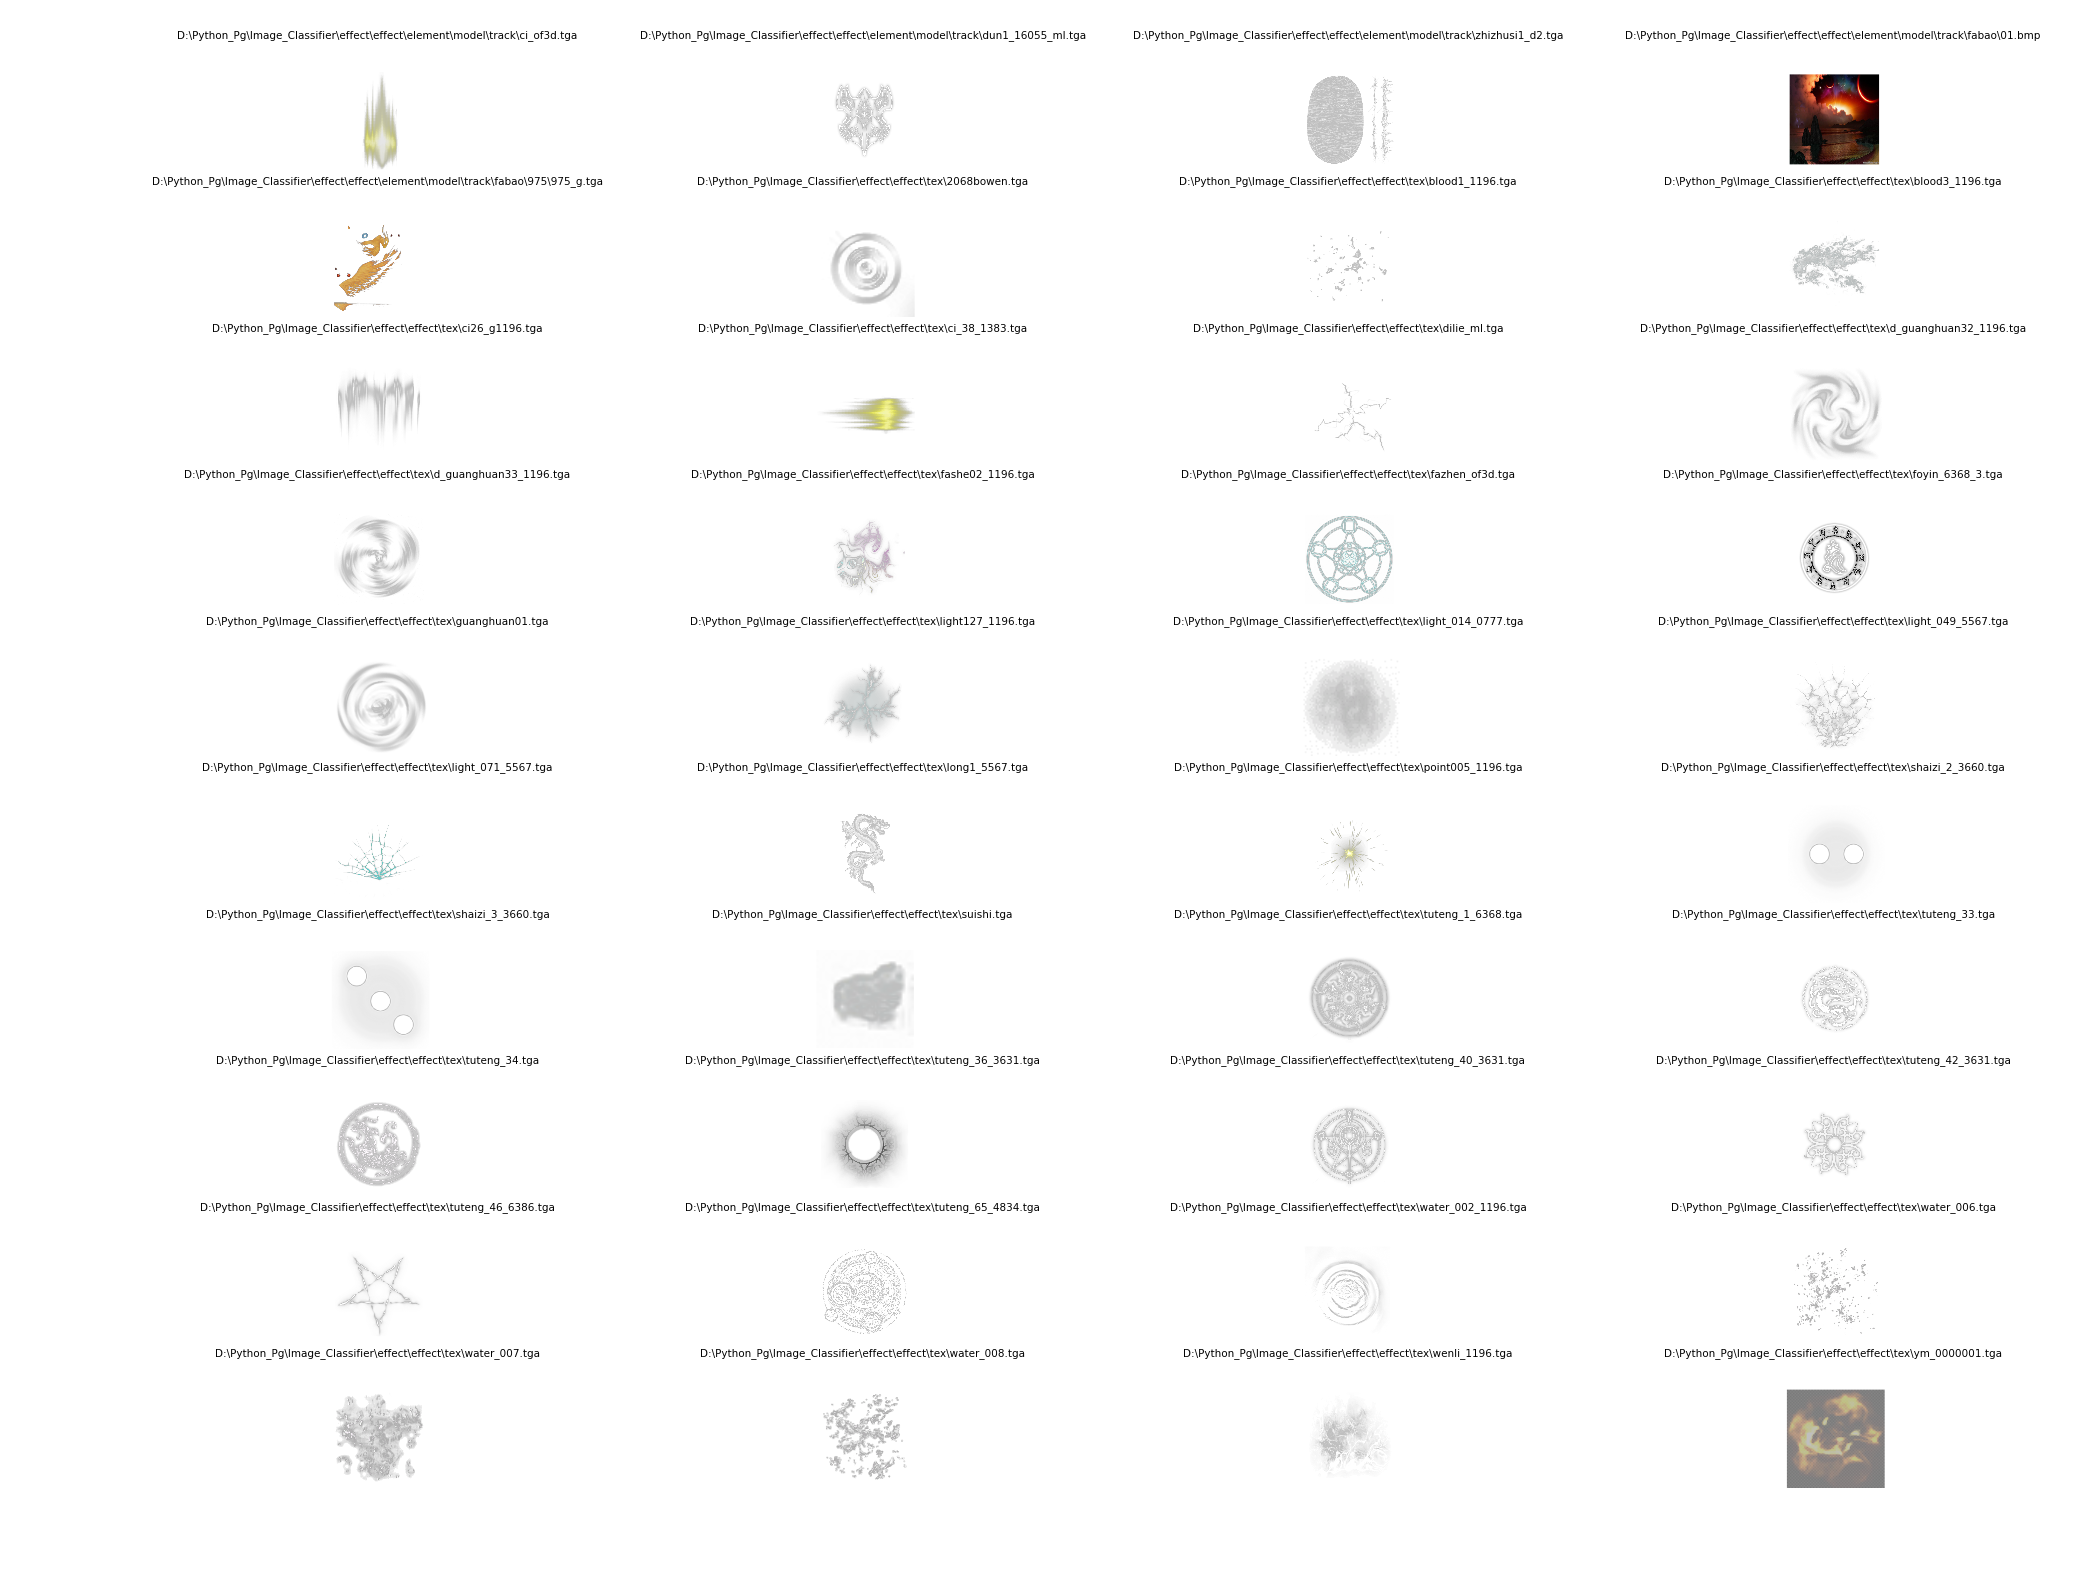 D:\Python_Pg\Image_Classifier\effect\effect\element\model\track\ci_of3d.tga
D:\Python_Pg\Image_Classifier\effect\effect\element\model\track\dun1_16055_ml.tga
D:\Python_Pg\Image_Classifier\effect\effect\element\model\track\zhizhusi1_d2.tga
D:\Python_Pg\Image_Classifier\effect\effect\element\model\track\fabao\01.bmp
D:\Python_Pg\Image_Classifier\effect\effect\element\model\track\fabao\975\975_g.tga
D:\Python_Pg\Image_Classifier\effect\effect\tex\2068bowen.tga
D:\Python_Pg\Image_Classifier\effect\effect\tex\blood1_1196.tga
D:\Python_Pg\Image_Classifier\effect\effect\tex\blood3_1196.tga
D:\Python_Pg\Image_Classifier\effect\effect\tex\ci26_g1196.tga
D:\Python_Pg\Image_Classifier\effect\effect\tex\ci_38_1383.tga
D:\Python_Pg\Image_Classifier\effect\effect\tex\dilie_ml.tga
D:\Python_Pg\Image_Classifier\effect\effect\tex\d_guanghuan32_1196.tga
D:\Python_Pg\Image_Classifier\effect\effect\tex\d_guanghuan33_1196.tga
D:\Python_Pg\Image_Classifier\effect\effect\tex\fashe02_1196.tga
D:\Python_Pg\Image_Classifier\effect\effect\tex\fazhen_of3d.tga
D:\Python_Pg\Image_Classifier\effect\effect\tex\foyin_6368_3.tga
D:\Python_Pg\Image_Classifier\effect\effect\tex\guanghuan01.tga
D:\Python_Pg\Image_Classifier\effect\effect\tex\light127_1196.tga
D:\Python_Pg\Image_Classifier\effect\effect\tex\light_014_0777.tga
D:\Python_Pg\Image_Classifier\effect\effect\tex\light_049_5567.tga
D:\Python_Pg\Image_Classifier\effect\effect\tex\light_071_5567.tga
D:\Python_Pg\Image_Classifier\effect\effect\tex\long1_5567.tga
D:\Python_Pg\Image_Classifier\effect\effect\tex\point005_1196.tga
D:\Python_Pg\Image_Classifier\effect\effect\tex\shaizi_2_3660.tga
D:\Python_Pg\Image_Classifier\effect\effect\tex\shaizi_3_3660.tga
D:\Python_Pg\Image_Classifier\effect\effect\tex\suishi.tga
D:\Python_Pg\Image_Classifier\effect\effect\tex\tuteng_1_6368.tga
D:\Python_Pg\Image_Classifier\effect\effect\tex\tuteng_33.tga
D:\Python_Pg\Image_Classifier\effect\effect\tex\tuteng_34.tga
D:\Python_Pg\Image_Classifier\effect\effect\tex\tuteng_36_3631.tga
D:\Python_Pg\Image_Classifier\effect\effect\tex\tuteng_40_3631.tga
D:\Python_Pg\Image_Classifier\effect\effect\tex\tuteng_42_3631.tga
D:\Python_Pg\Image_Classifier\effect\effect\tex\tuteng_46_6386.tga
D:\Python_Pg\Image_Classifier\effect\effect\tex\tuteng_65_4834.tga
D:\Python_Pg\Image_Classifier\effect\effect\tex\water_002_1196.tga
D:\Python_Pg\Image_Classifier\effect\effect\tex\water_006.tga
D:\Python_Pg\Image_Classifier\effect\effect\tex\water_007.tga
D:\Python_Pg\Image_Classifier\effect\effect\tex\water_008.tga
D:\Python_Pg\Image_Classifier\effect\effect\tex\wenli_1196.tga
D:\Python_Pg\Image_Classifier\effect\effect\tex\ym_0000001.tga